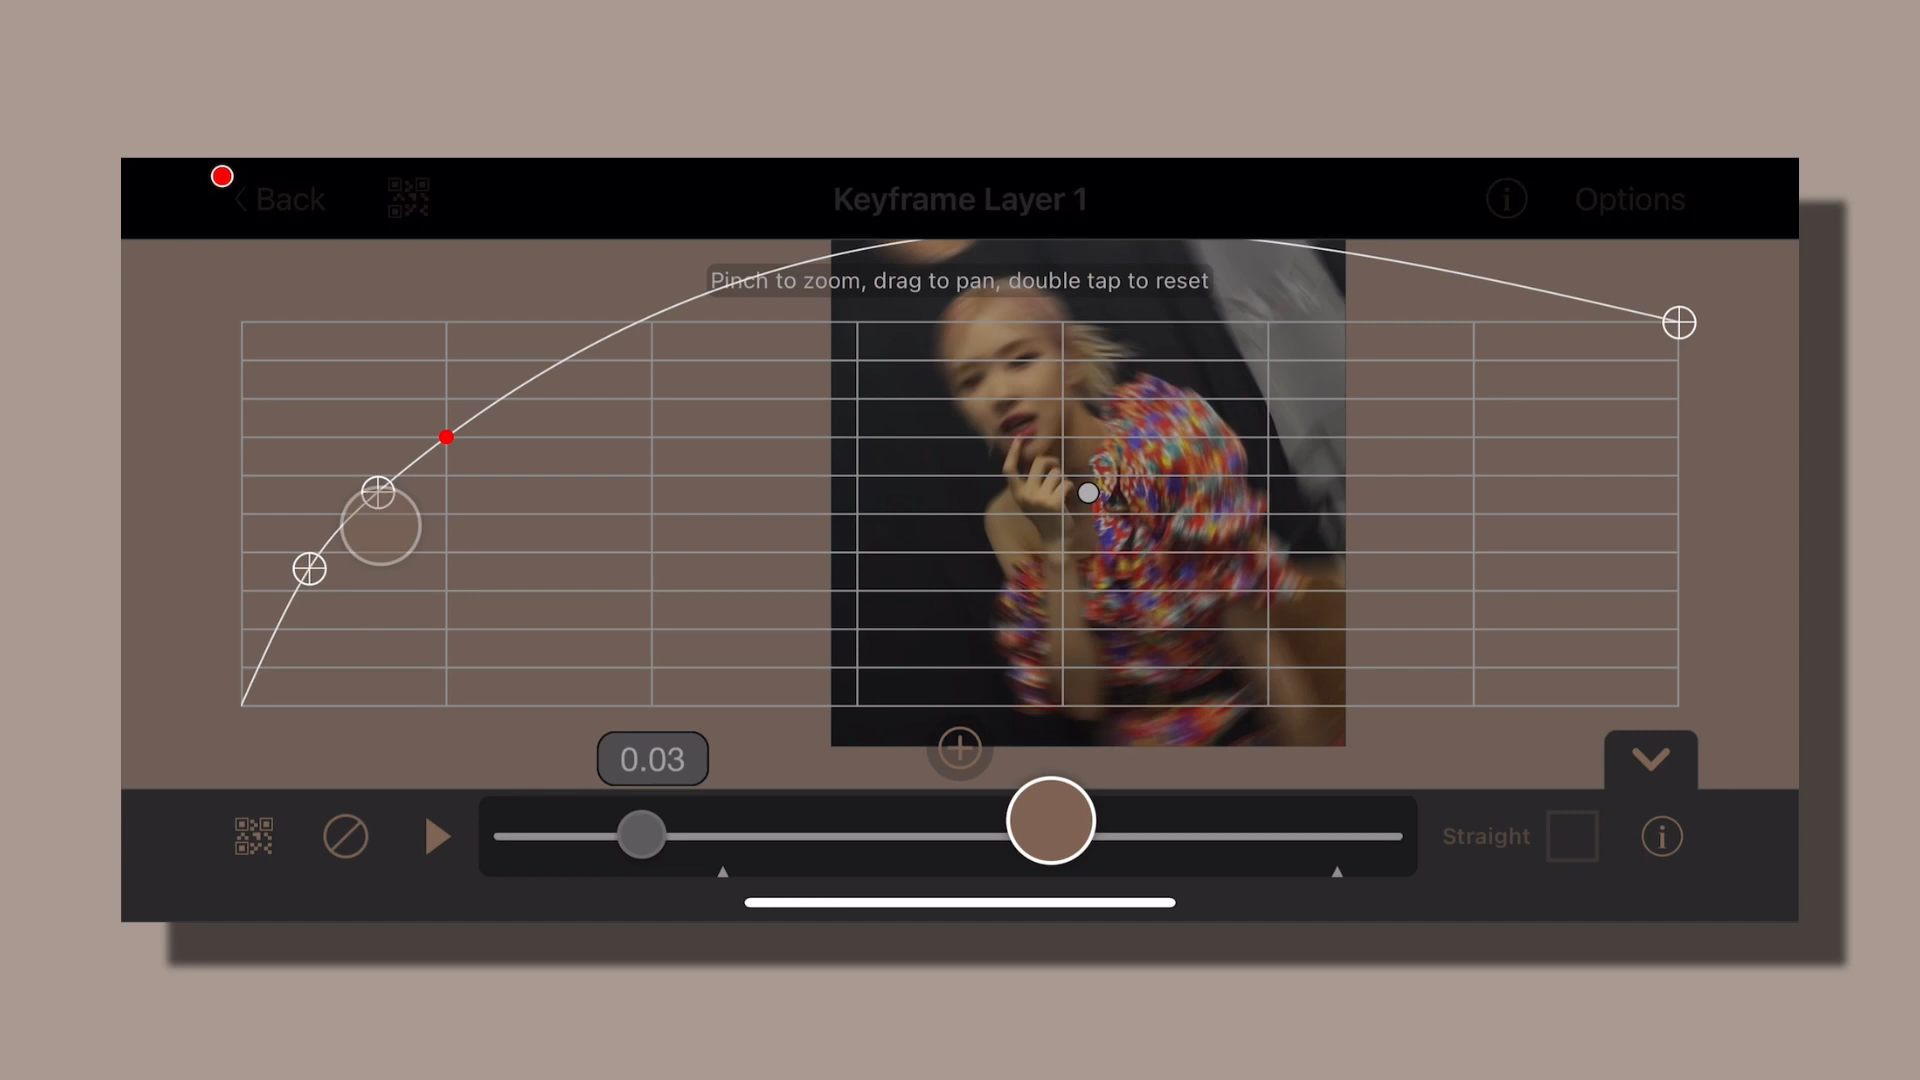 Back
Keyframe Layer 1
Options
Pinch to zoom, drag to pan, double tap to reset
0.03
Straight